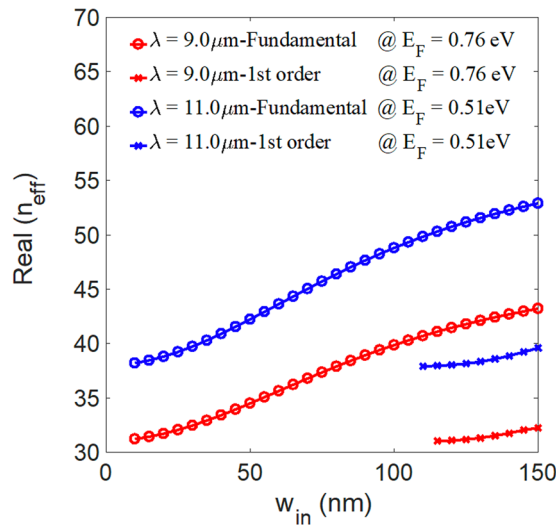 λ = 9.0μm-Fundamental @ E_F = 0.76 eV
λ = 9.0μm-1st order @ E_F = 0.76 eV
λ = 11.0μm-Fundamental @ E_F = 0.51eV
λ = 11.0μm-1st order @ E_F = 0.51eV
Real (n_eff)
70
65
60
55
50
45
40
35
30
0 50 100 150
w_in (nm)